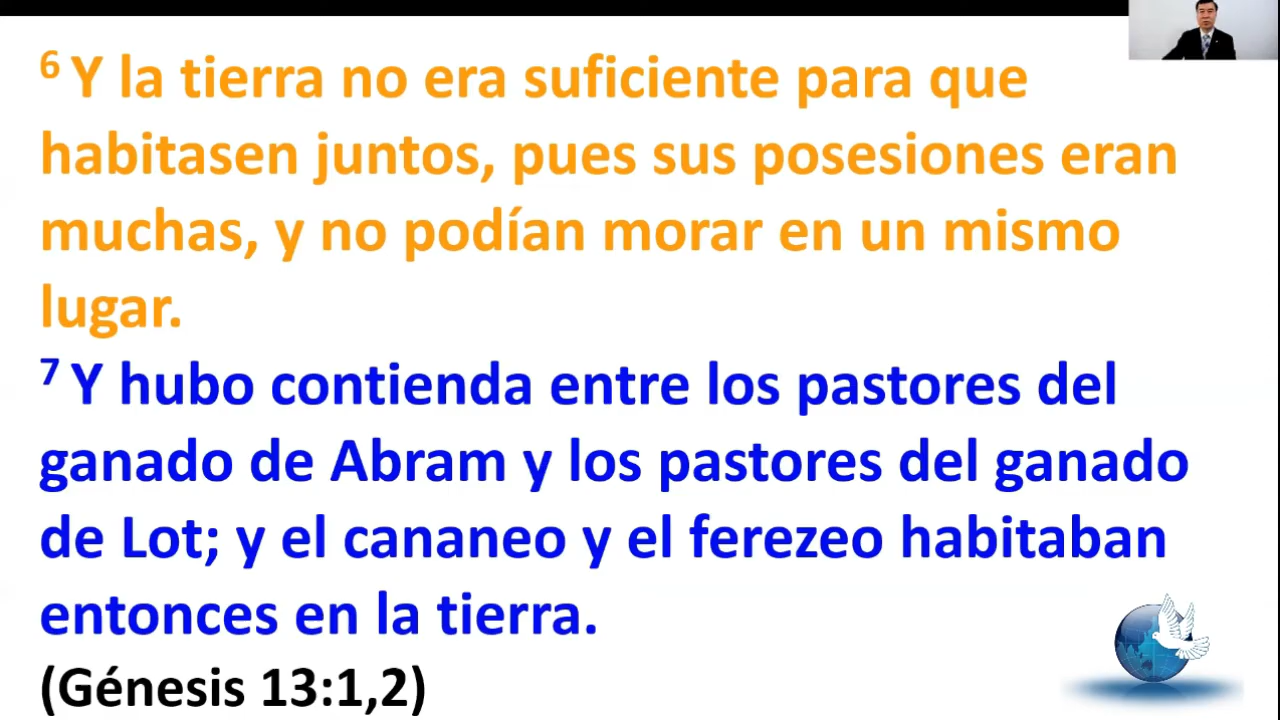 6 Y la tierra no era suficiente para que
habitasen juntos, pues sus posesiones eran
muchas, y no podían morar en un mismo
lugar.
7 Y hubo contienda entre los pastores del
ganado de Abram y los pastores del ganado
de Lot; y el cananeo y el ferezeo habitaban
entonces en la tierra.
(Génesis 13:1,2)